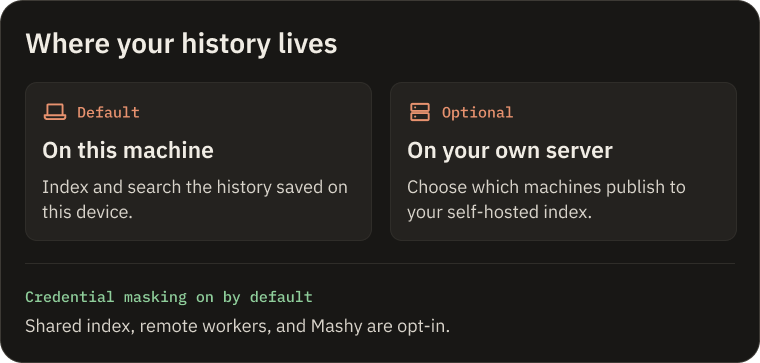 Where your history lives
Default
On this machine
Index and search the history saved on
this device.
Optional
On your own server
Choose which machines publish to
your self-hosted index.
Credential masking on by default
Shared index, remote workers, and Mashy are opt-in.